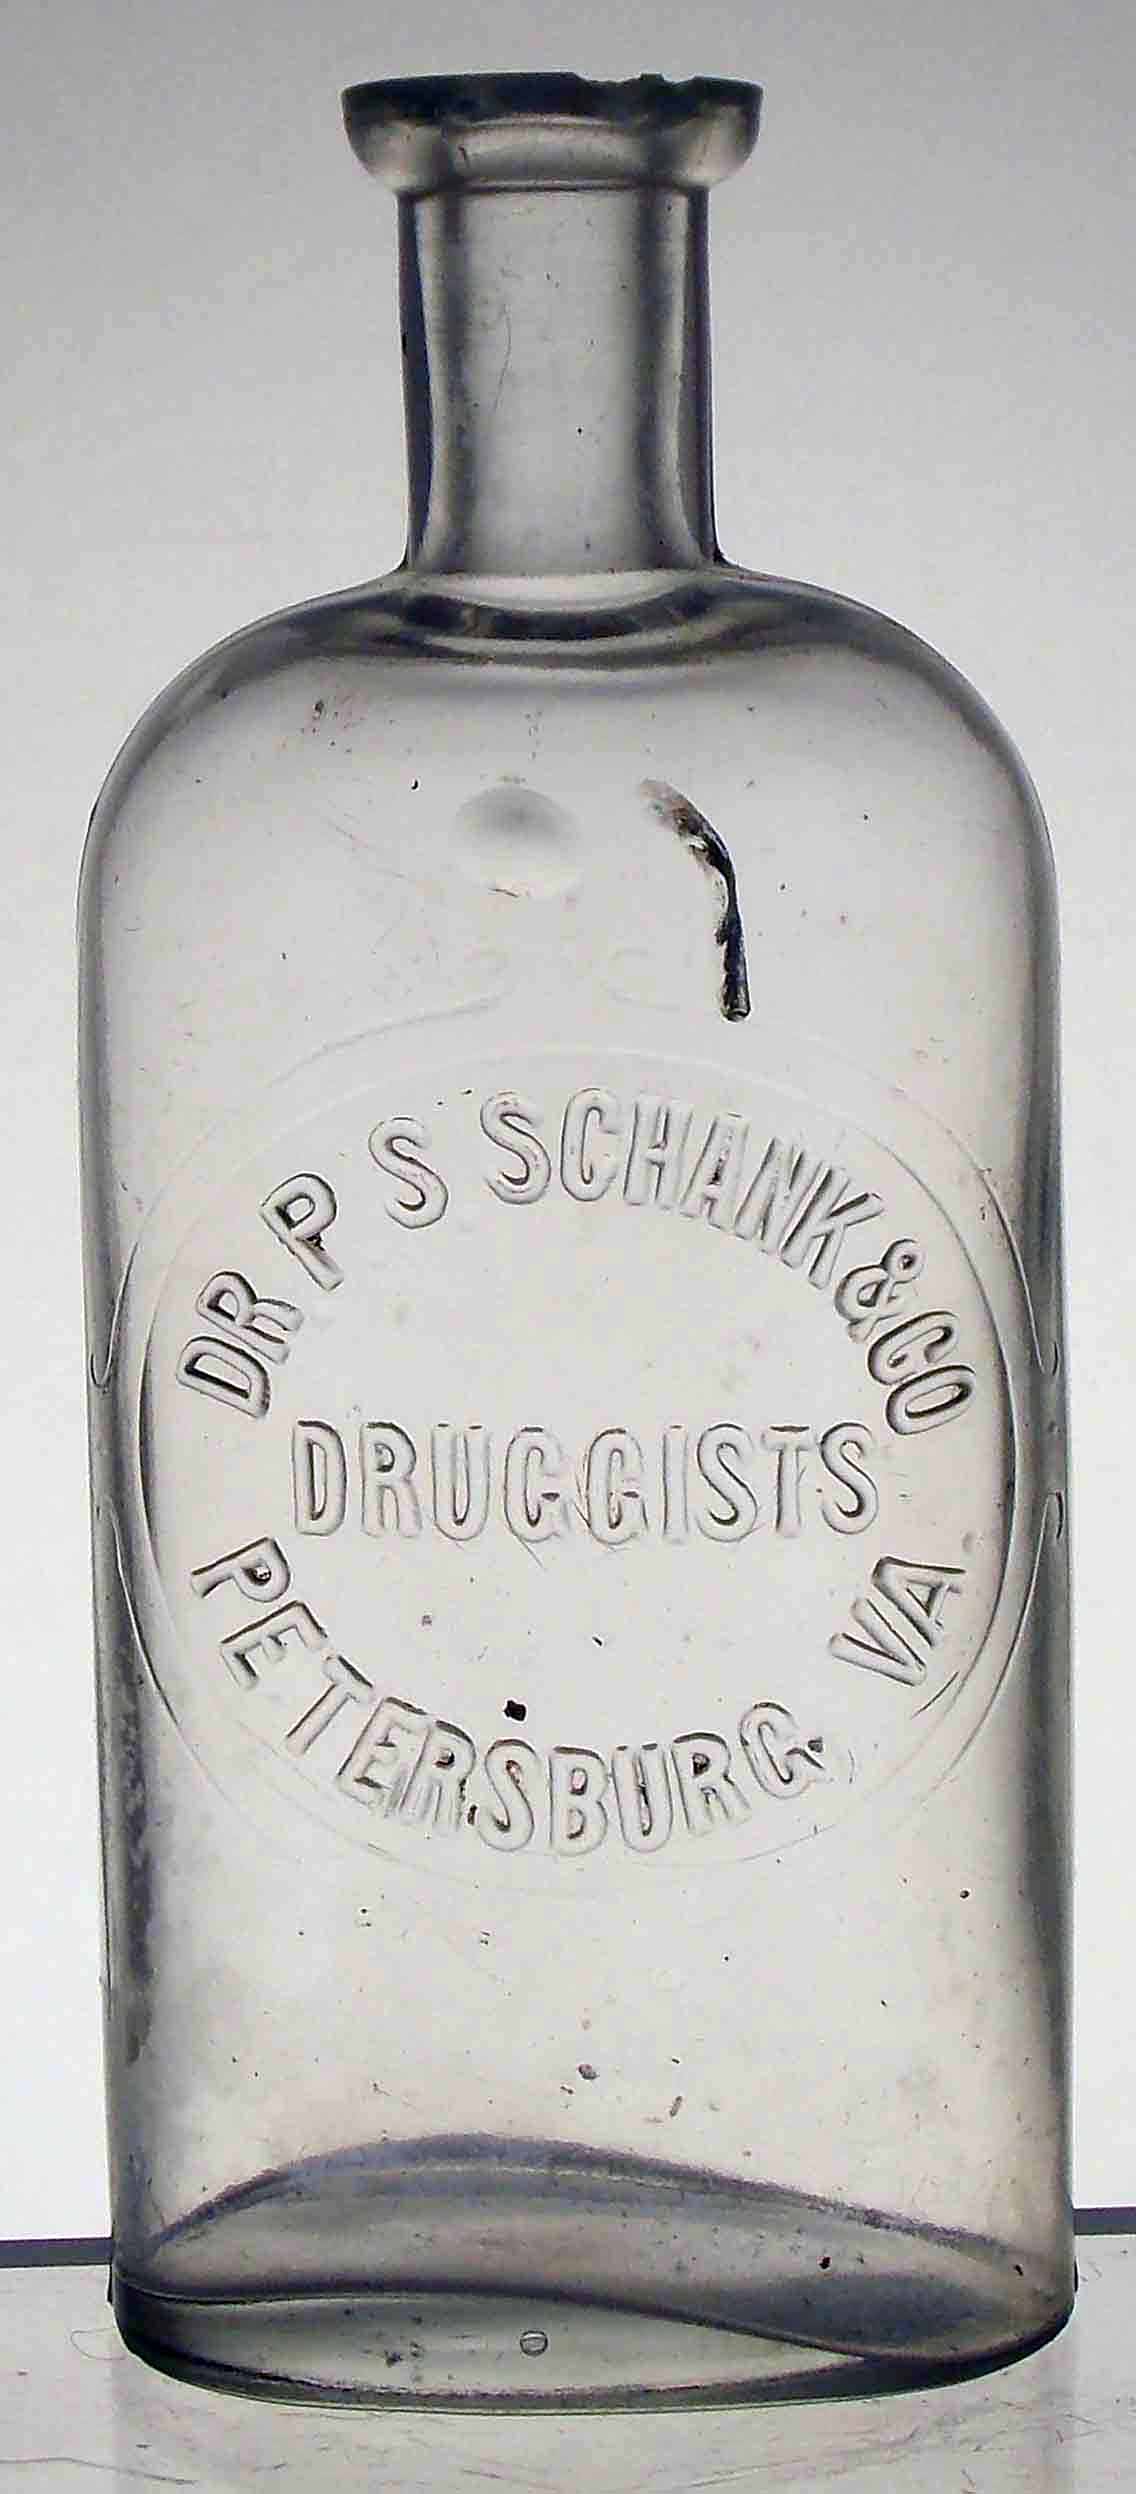 DR P S SCHANK & CO
DRUGGISTS
PETERSBURG. VA.